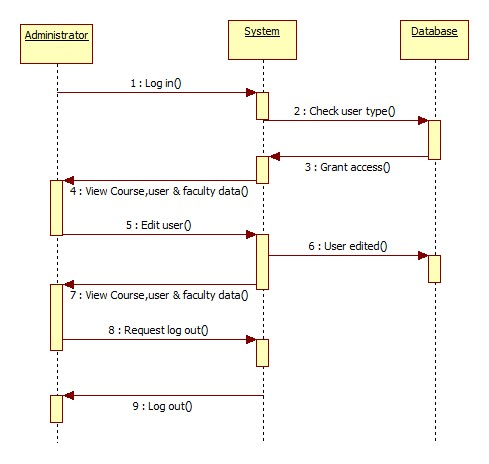 Administrator
System
Database
1 : Log in()
2 : Check user type()
3 : Grant access()
4 : View Course,user & faculty data()
5 : Edit user()
6 : User edited()
7 : View Course,user & faculty data()
8 : Request log out()
9 : Log out()